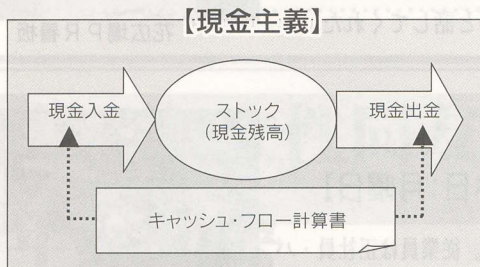 【現金主義】
現金入金
ストック
(現金残高)
現金出金
キャッシュ・フロー計算書